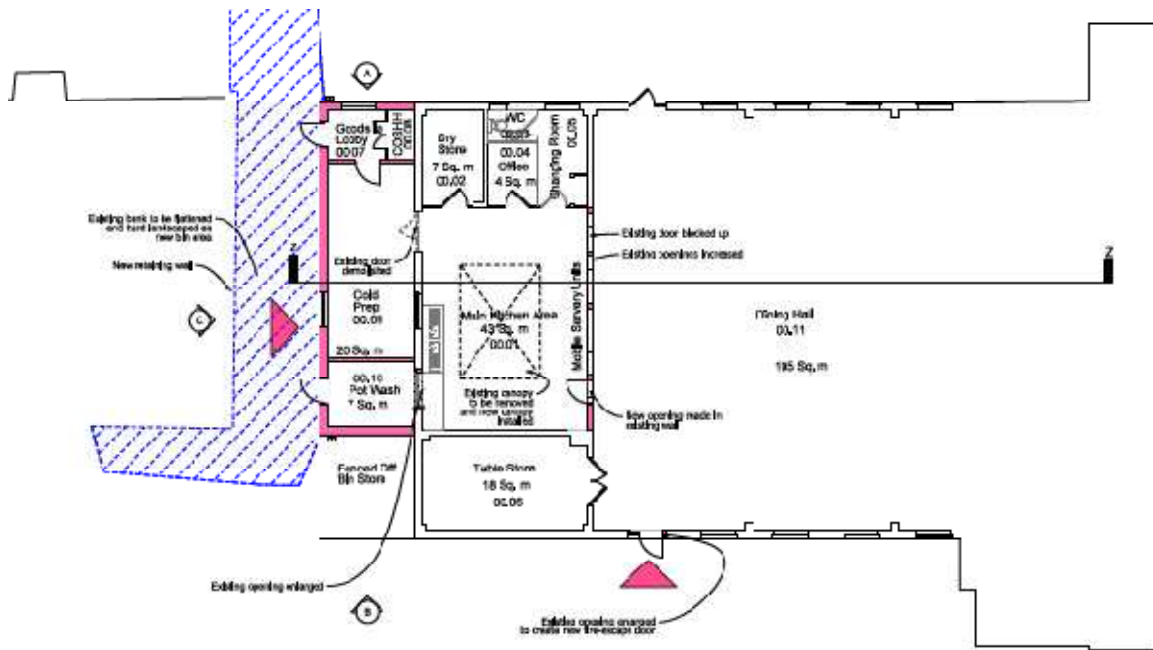 A
Goods In
Lobby
00.07
COSHH
WC
Dry
Store
7 Sq. m
00.02
00.04
Office
4 Sq. m
Changing Room
00.05
Existing bank to be flattened
and hard landscaped as
new bin area
New retaining wall
Existing door
demolished
Existing door blocked up
Existing openings increased
Z
Z
C
Cold
Prep
20 Sq. m
Main Kitchen Area
43 Sq. m
00.01
Mobile Servery Units
Dining Hall
00.11
195 Sq. m
00.10
Pot Wash
7 Sq. m
Existing canopy
to be removed
and new canopy
installed
New opening made in
existing wall
Fenced Off
Bin Store
Table Store
18 Sq. m
00.06
Existing opening enlarged
B
Existing opening enlarged
to create new fire-escape door